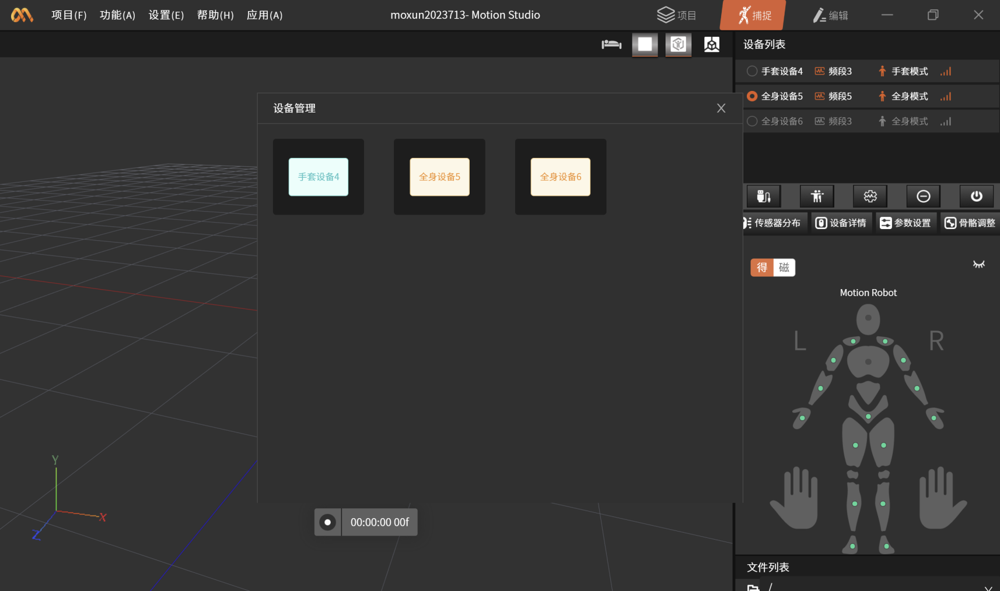 项目(F) 功能(A) 设置(E) 帮助(H) 应用(A) moxun2023713- Motion Studio 项目 捕捉 编辑
设备列表
手套设备4 频段3 手套模式
全身设备5 频段5 全身模式
全身设备6 频段3 全身模式
设备管理
手套设备4 全身设备5 全身设备6
传感器分布 设备详情 参数设置 骨骼调整
得 磁
Motion Robot
L R
Y
X
Z
00:00:00 00f
文件列表
/